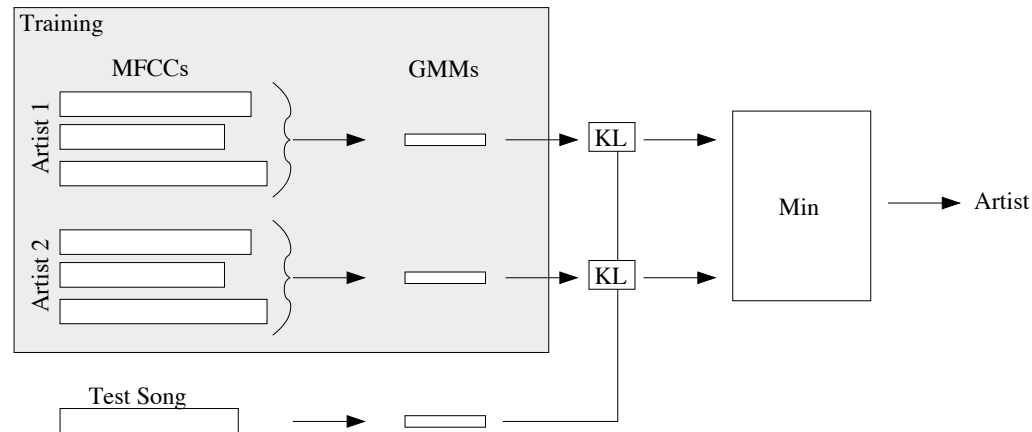 Training
MFCCs
GMMs
Artist 1
KL
Min
Artist
Artist 2
KL
Test Song